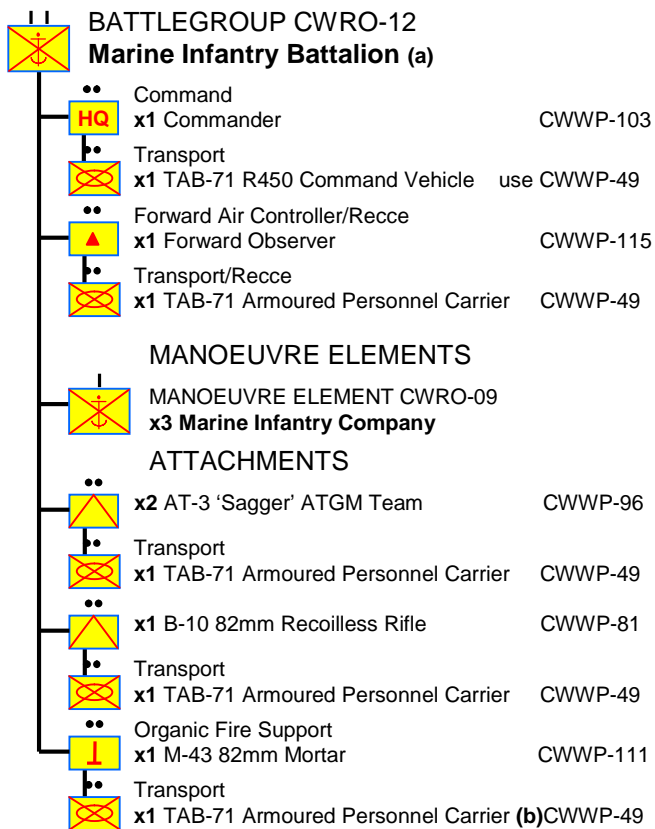 BATTLEGROUP CWRO-12
Marine Infantry Battalion (a)
Command
HQ x1 Commander CWWP-103
Transport
x1 TAB-71 R450 Command Vehicle use CWWP-49
Forward Air Controller/Recce
x1 Forward Observer CWWP-115
Transport/Recce
x1 TAB-71 Armoured Personnel Carrier CWWP-49
MANOEUVRE ELEMENTS
MANOEUVRE ELEMENT CWRO-09
x3 Marine Infantry Company
ATTACHMENTS
x2 AT-3 ‘Sagger’ ATGM Team CWWP-96
Transport
x1 TAB-71 Armoured Personnel Carrier CWWP-49
x1 B-10 82mm Recoilless Rifle CWWP-81
Transport
x1 TAB-71 Armoured Personnel Carrier CWWP-49
Organic Fire Support
x1 M-43 82mm Mortar CWWP-111
Transport
x1 TAB-71 Armoured Personnel Carrier (b)CWWP-49